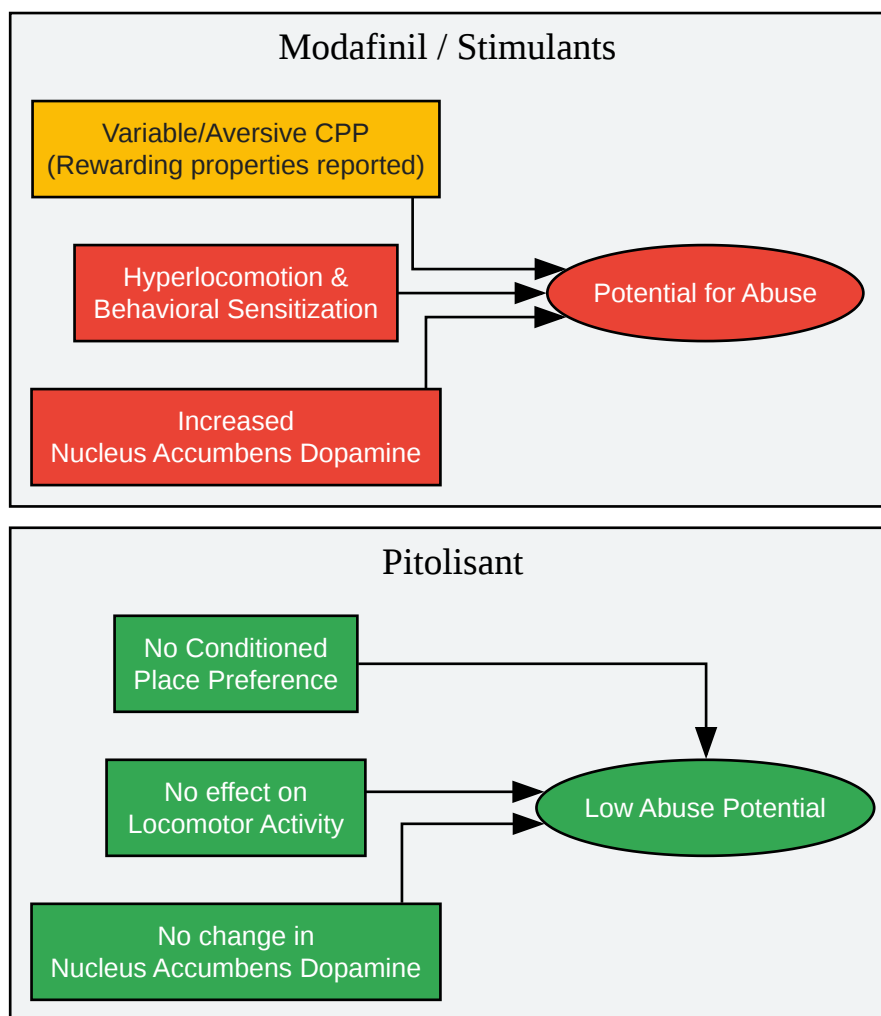 Modafinil / Stimulants
Variable/Aversive CPP
(Rewarding properties reported)
Hyperlocomotion &
Behavioral Sensitization
Potential for Abuse
Increased
Nucleus Accumbens Dopamine
Pitolisant
No Conditioned
Place Preference
No effect on
Locomotor Activity
Low Abuse Potential
No change in
Nucleus Accumbens Dopamine